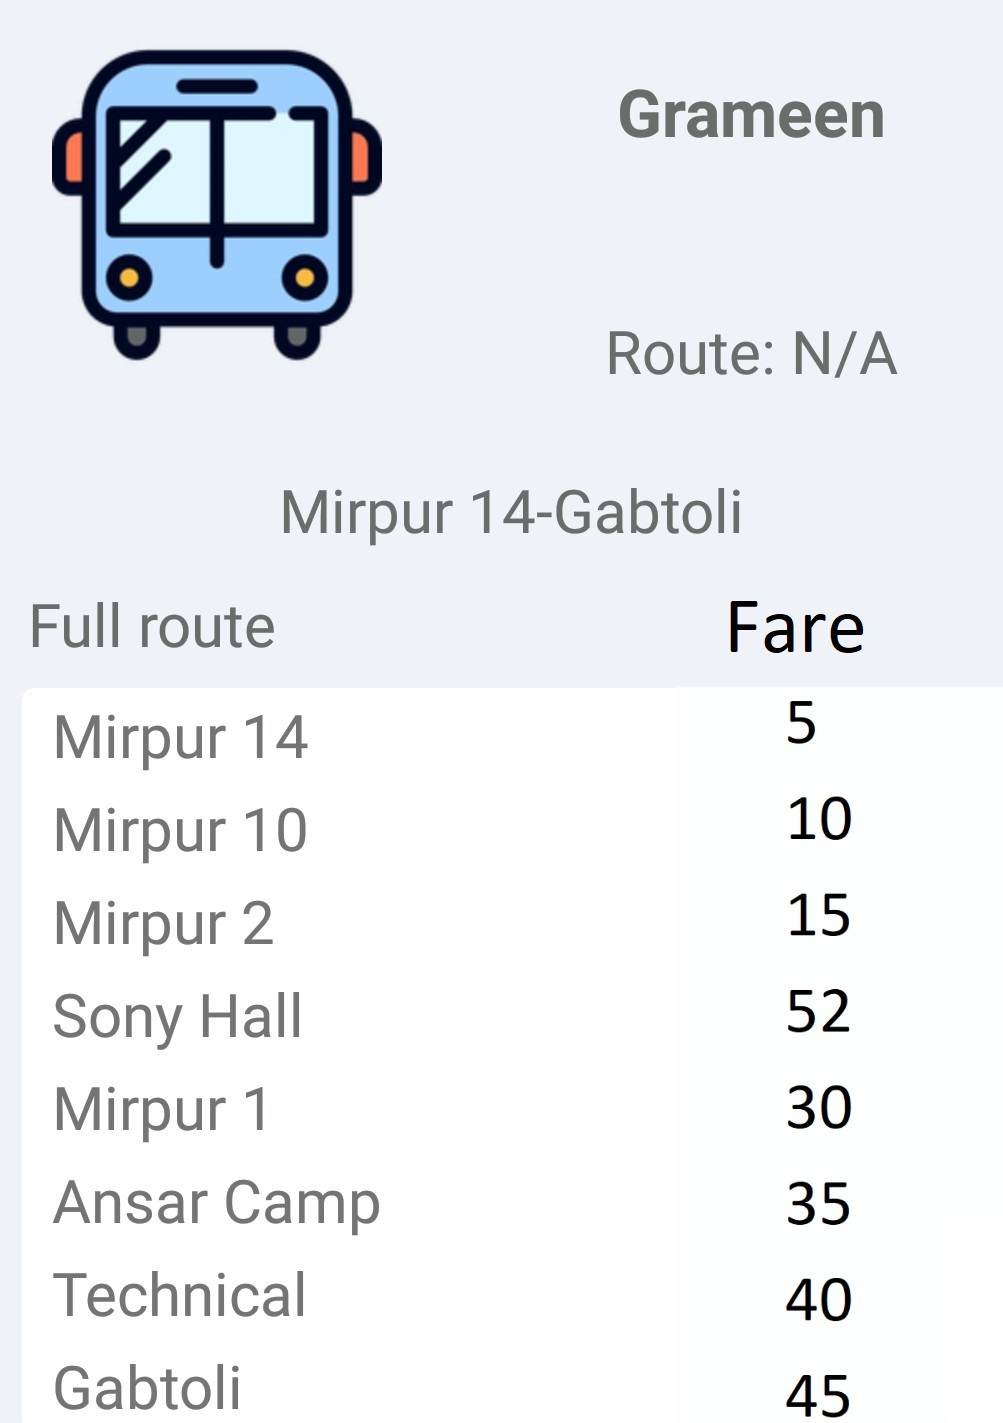 Grameen
Route: N/A
Mirpur 14-Gabtoli
Full route Fare
Mirpur 14 5
Mirpur 10 10
Mirpur 2 15
Sony Hall 52
Mirpur 1 30
Ansar Camp 35
Technical 40
Gabtoli 45